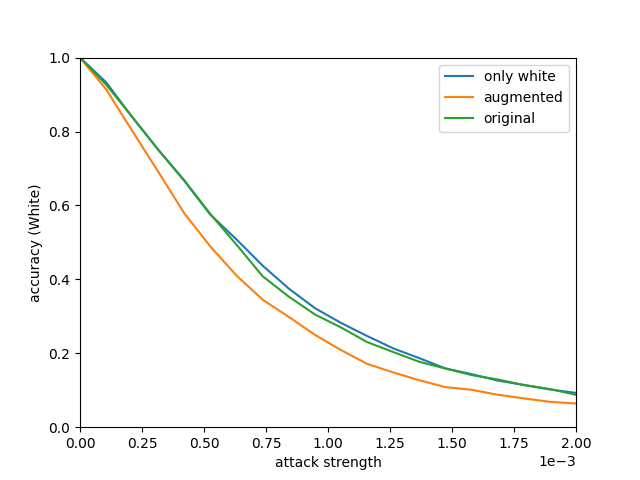 1.0
0.8
0.6
0.4
0.2
0.0
accuracy (White)
only white
augmented
original
0.00 0.25 0.50 0.75 1.00 1.25 1.50 1.75 2.00
attack strength
1e−3